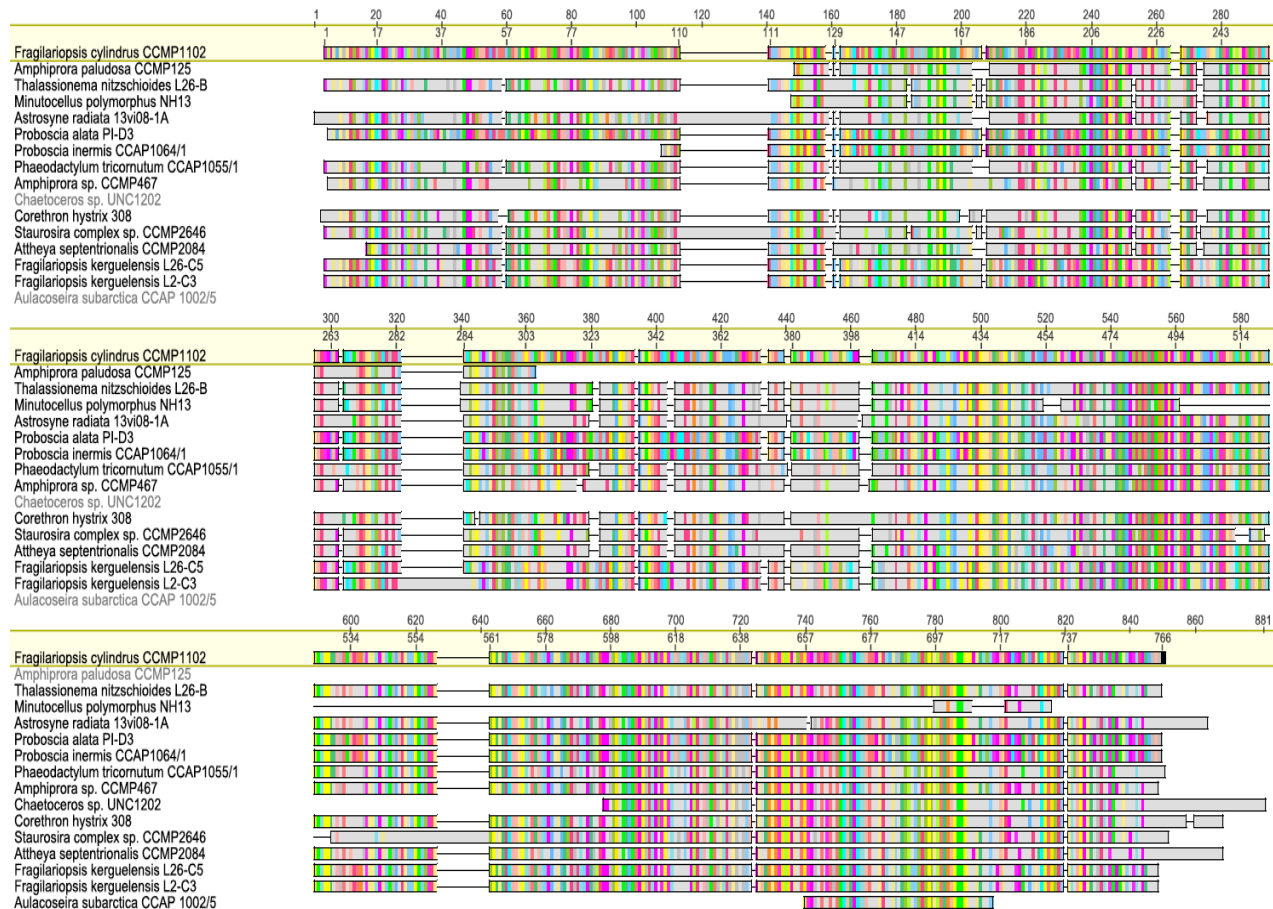 1 20 40 60 80 100 120 140 160 180 200 220 240 260 280
1 17 37 57 77 110 111 129 147 167 186 206 226 243
Fragilariopsis cylindrus CCMP1102
Amphiprora paludosa CCMP125
Thalassionema nitzschioides L26-B
Minutocellus polymorphus NH13
Astrosyne radiata 13vi08-1A
Proboscia alata PI-D3
Proboscia inermis CCAP1064/1
Phaeodactylum tricornutum CCAP1055/1
Amphiprora sp. CCMP467
Chaetoceros sp. UNC1202
Corethron hystrix 308
Staurosira complex sp. CCMP2646
Attheya septentrionalis CCMP2084
Fragilariopsis kerguelensis L26-C5
Fragilariopsis kerguelensis L2-C3
Aulacoseira subarctica CCAP 1002/5
300 320 340 360 380 400 420 440 460 480 500 520 540 560 580
263 282 284 303 323 342 360 380 398 414 434 454 474 494 514
Fragilariopsis cylindrus CCMP1102
Amphiprora paludosa CCMP125
Thalassionema nitzschioides L26-B
Minutocellus polymorphus NH13
Astrosyne radiata 13vi08-1A
Proboscia alata PI-D3
Proboscia inermis CCAP1064/1
Phaeodactylum tricornutum CCAP1055/1
Amphiprora sp. CCMP467
Chaetoceros sp. UNC1202
Corethron hystrix 308
Staurosira complex sp. CCMP2646
Attheya septentrionalis CCMP2084
Fragilariopsis kerguelensis L26-C5
Fragilariopsis kerguelensis L2-C3
Aulacoseira subarctica CCAP 1002/5
600 620 640 660 680 700 720 740 760 780 800 820 840 860 881
534 554 561 578 598 618 638 657 677 697 717 737 766
Fragilariopsis cylindrus CCMP1102
Amphiprora paludosa CCMP125
Thalassionema nitzschioides L26-B
Minutocellus polymorphus NH13
Astrosyne radiata 13vi08-1A
Proboscia alata PI-D3
Proboscia inermis CCAP1064/1
Phaeodactylum tricornutum CCAP1055/1
Amphiprora sp. CCMP467
Chaetoceros sp. UNC1202
Corethron hystrix 308
Staurosira complex sp. CCMP2646
Attheya septentrionalis CCMP2084
Fragilariopsis kerguelensis L26-C5
Fragilariopsis kerguelensis L2-C3
Aulacoseira subarctica CCAP 1002/5